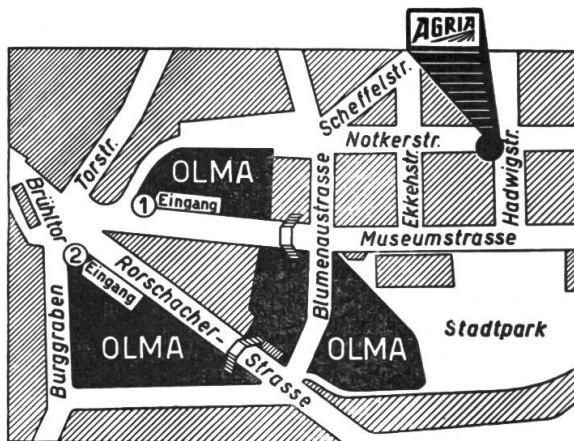 AGRIA
Scheffelstr.
Torstr.
Notkerstr.
OLMA
Brühltor
1 Eingang
Blumenaustrasse
Ekkehstr.
Hadwigstr.
Museumstrasse
2 Eingang
Rorschacher-
Strasse
Burggraben
OLMA
OLMA
Stadtpark